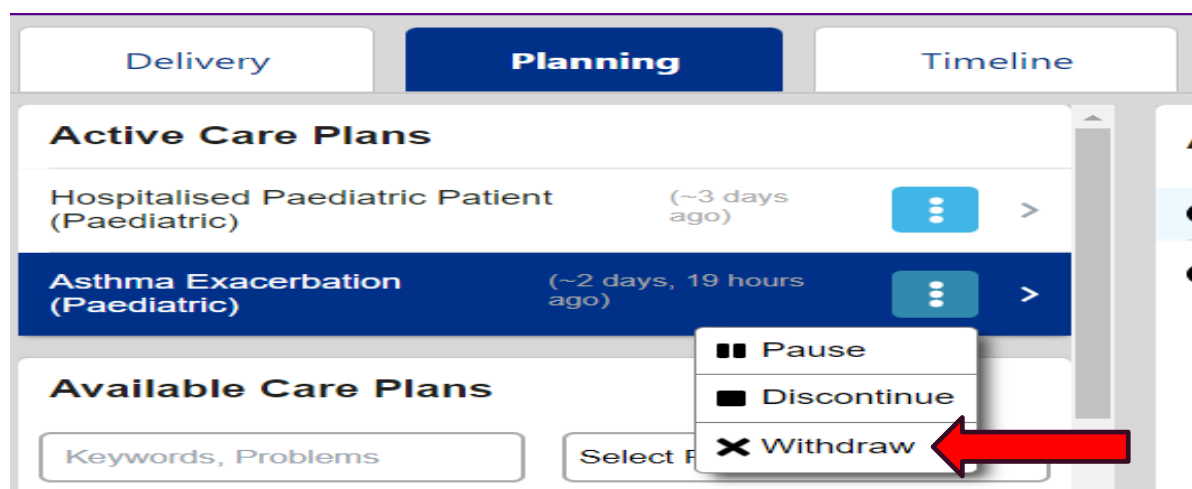 Delivery
Planning
Timeline
Active Care Plans
Hospitalised Paediatric Patient
(Paediatric)
(~3 days
ago)
Asthma Exacerbation
(Paediatric)
(~2 days, 19 hours
ago)
Pause
Discontinue
Withdraw
Available Care Plans
Keywords, Problems
Select